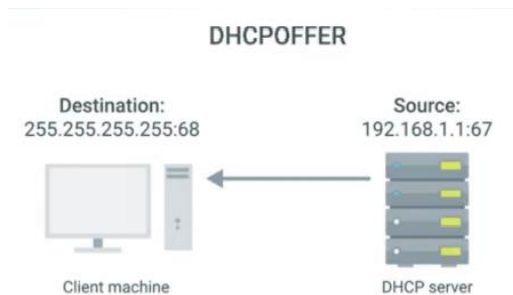 DHCPOFFER
Destination:
255.255.255.255:68
Source:
192.168.1.1:67
Client machine
DHCP server